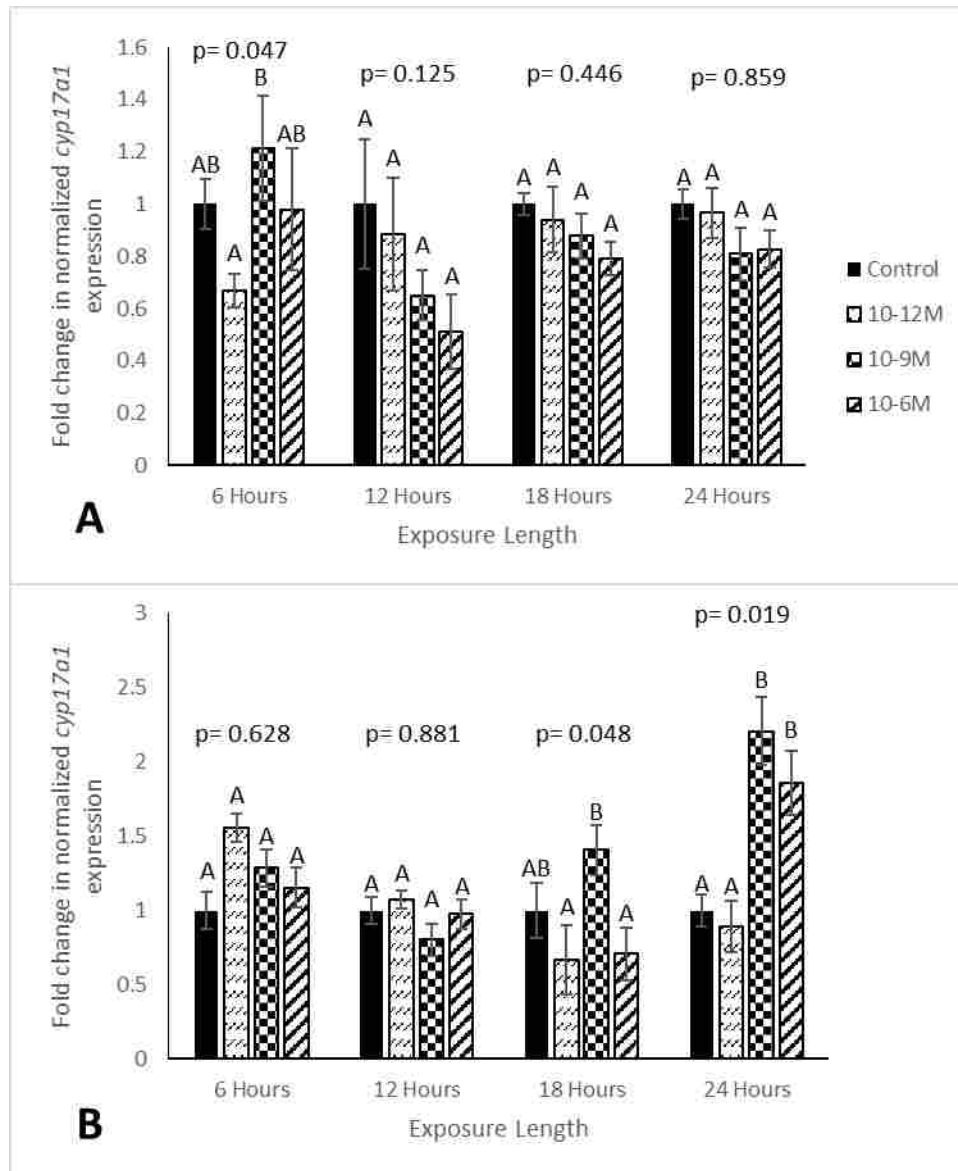 Fold change in normalized cyp17a1
expression
1.6
1.4
1.2
1
0.8
0.6
0.4
0.2
0
p= 0.047
p= 0.125
p= 0.446
p= 0.859
AB
A
B
AB
A
A
A
A
A
A
A
A
A
A
A
A
6 Hours
12 Hours
18 Hours
24 Hours
Exposure Length
A
Control
10-12M
10-9M
10-6M
Fold change in normalized cyp17a1
expression
3
2.5
2
1.5
1
0.5
0
p= 0.628
p= 0.881
p= 0.048
p= 0.019
A
A
A
A
A
A
A
A
AB
A
B
A
A
A
B
B
6 Hours
12 Hours
18 Hours
24 Hours
Exposure Length
B